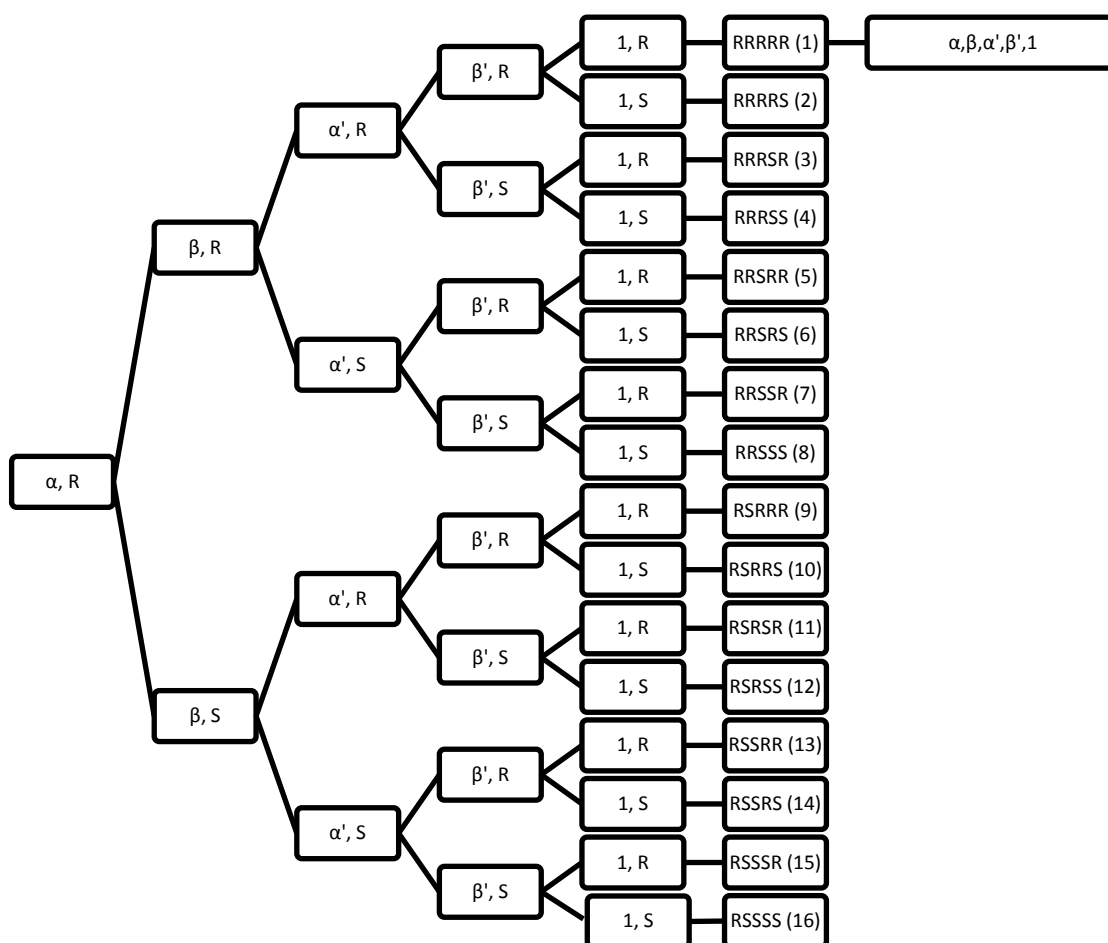 1, R
RRRRR (1)
α,β,α',β',1
β', R
1, S
RRRRS (2)
α', R
1, R
RRRSR (3)
β', S
1, S
RRRSS (4)
β, R
1, R
RRSRR (5)
β', R
1, S
RRSRS (6)
α', S
1, R
RRSSR (7)
β', S
1, S
RRSSS (8)
α, R
1, R
RSRRR (9)
β', R
1, S
RSRRS (10)
α', R
1, R
RSRSR (11)
β', S
1, S
RSRSS (12)
β, S
1, R
RSSRR (13)
β', R
1, S
RSSRS (14)
α', S
1, R
RSSSR (15)
β', S
1, S
RSSSS (16)